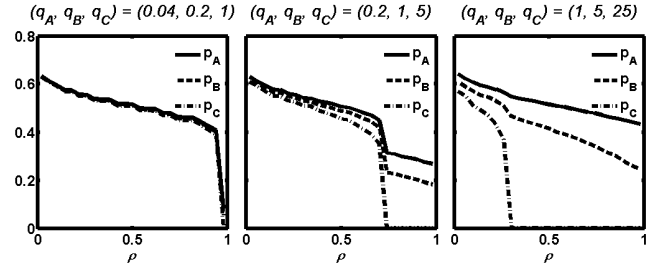 (q_A, q_B, q_C) = (0.04, 0.2, 1)
(q_A, q_B, q_C) = (0.2, 1, 5)
(q_A, q_B, q_C) = (1, 5, 25)
0.8
0.6
0.4
0.2
0
p_A
p_B
p_C
0 0.5 1
ρ
p_A
p_B
p_C
0 0.5 1
ρ
p_A
p_B
p_C
0 0.5 1
ρ